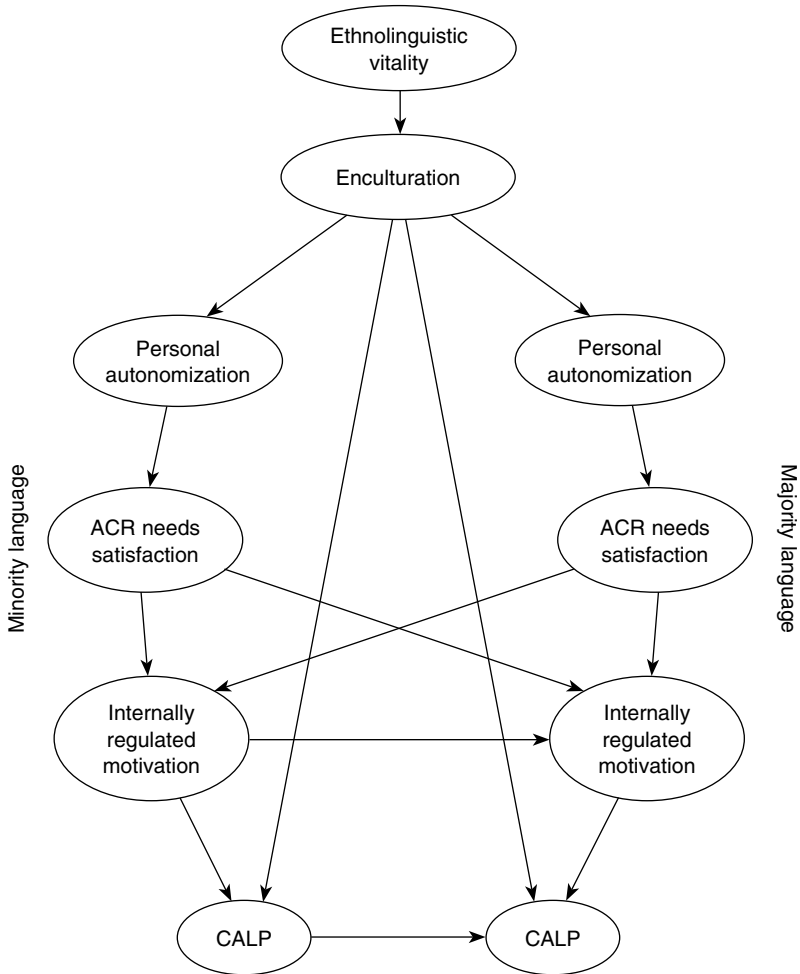 Ethnolinguistic
vitality
Enculturation
Personal
autonomization
Personal
autonomization
Minority language
ACR needs
satisfaction
ACR needs
satisfaction
Majority language
Internally
regulated
motivation
Internally
regulated
motivation
CALP
CALP